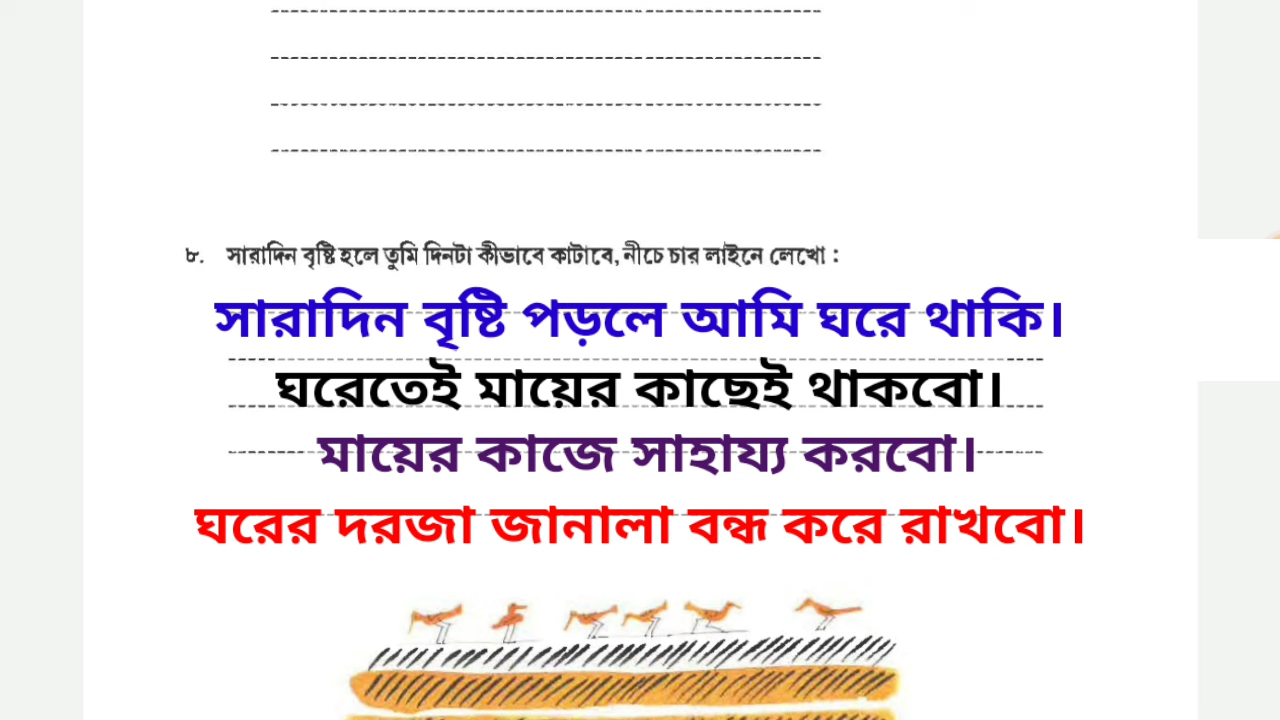 ৮. সারাদিন বৃষ্টি হলে তুমি দিনটা কীভাবে কাটাবে, নীচে চার লাইনে লেখো :
সারাদিন বৃষ্টি পড়লে আমি ঘরে থাকি।
ঘরেতেই মায়ের কাছেই থাকবো।
মায়ের কাজে সাহায্য করবো।
ঘরের দরজা জানালা বন্ধ করে রাখবো।